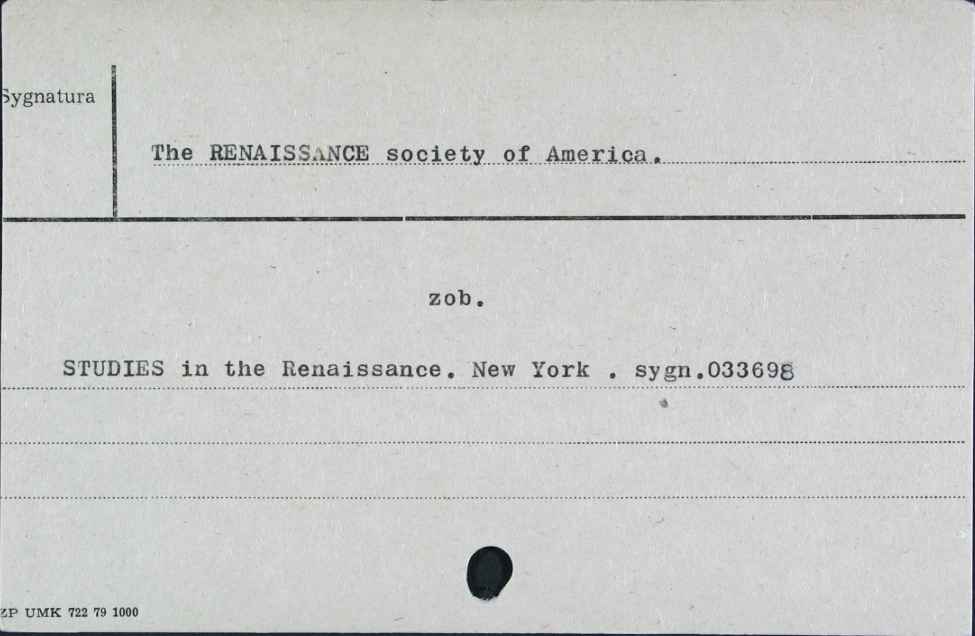 Sygnatura
The RENAISSANCE society of America.
zob.
STUDIES in the Renaissance. New York . sygn.033698
ZP UMK 722 79 1000